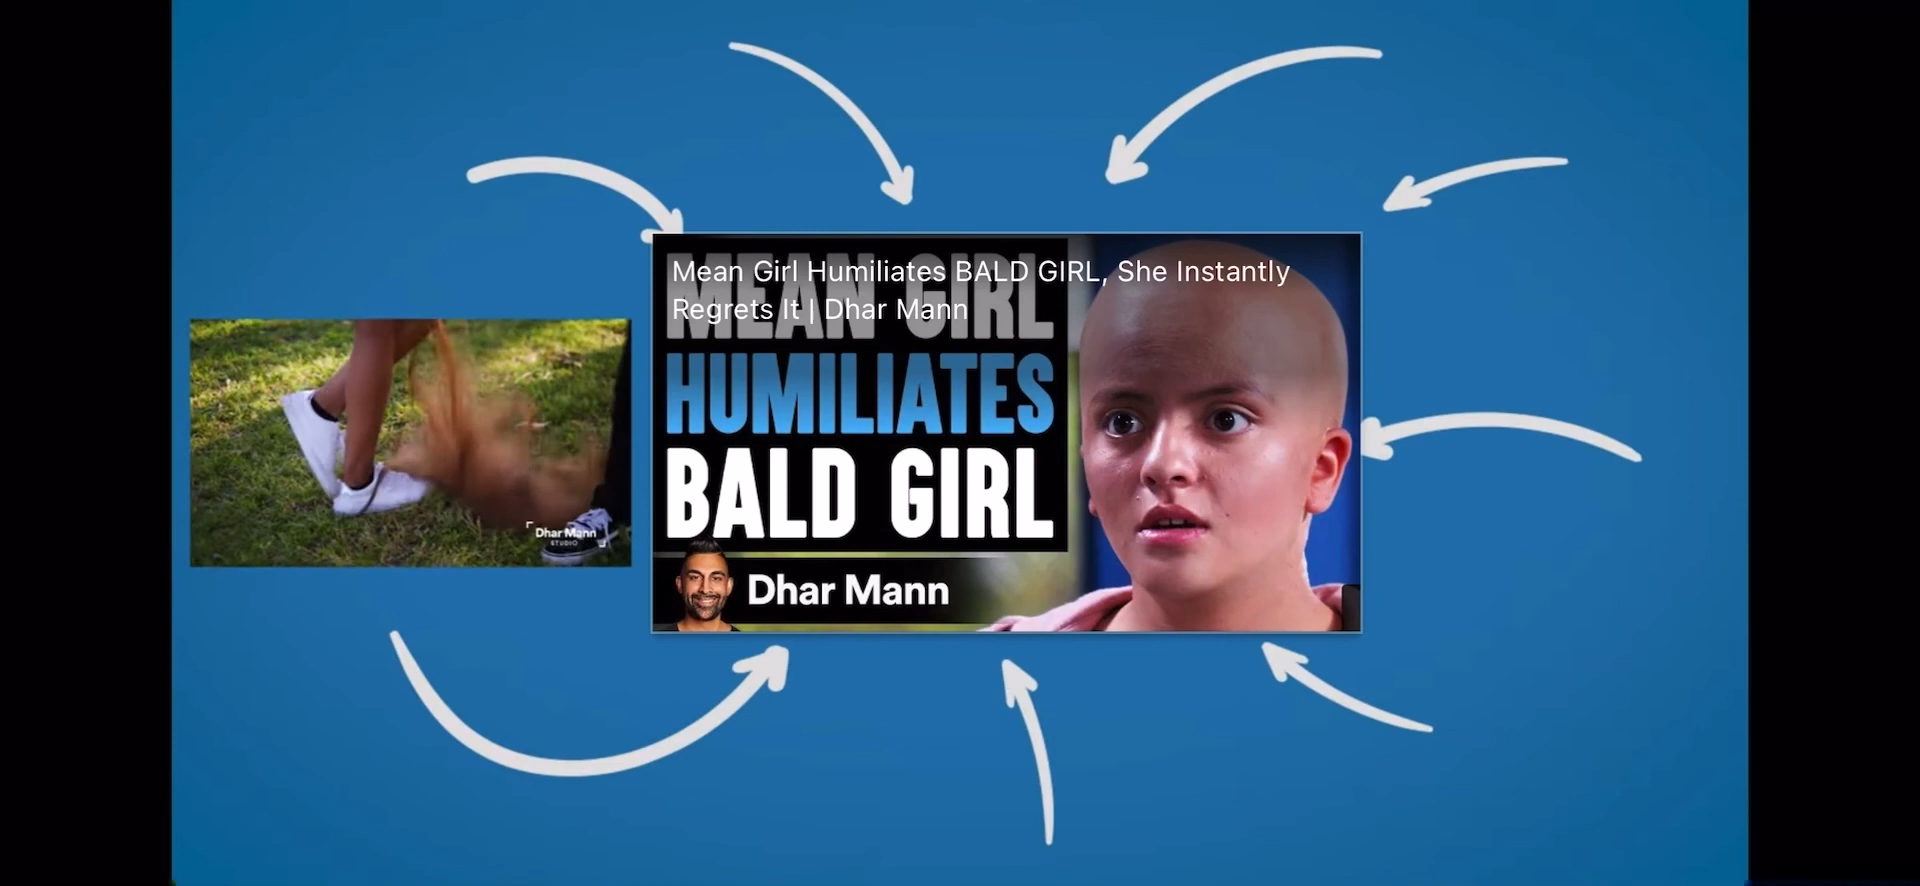 Mean Girl Humiliates BALD GIRL, She Instantly
Regrets It | Dhar Mann
MEAN GIRL
HUMILIATES
BALD GIRL
Dhar Mann
Dhar Mann
STUDIO